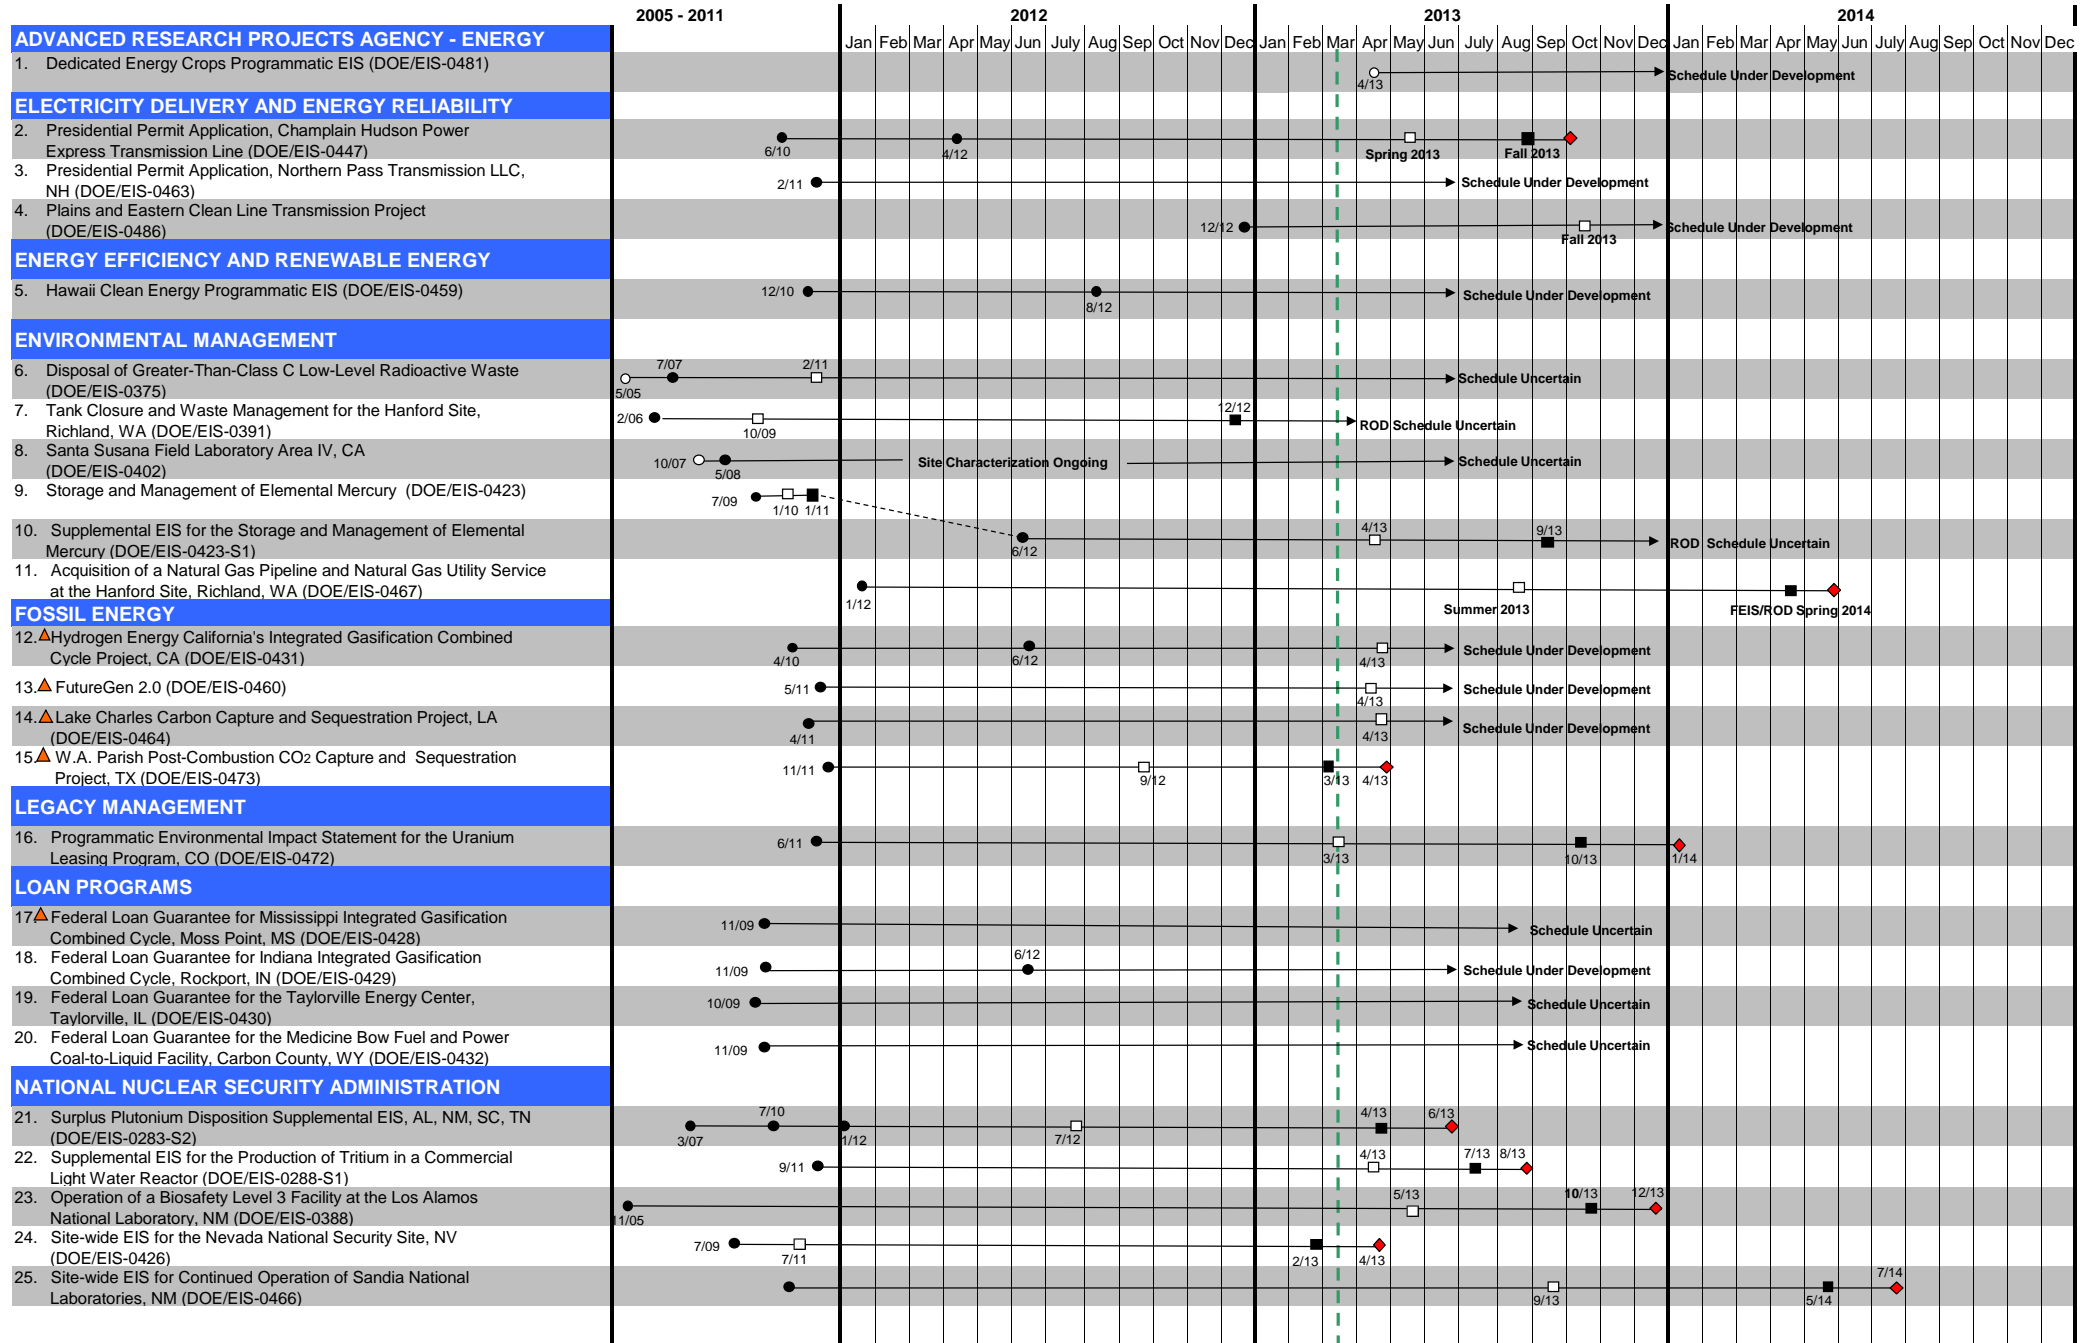 2005 - 2011 2012 2013 2014
ADVANCED RESEARCH PROJECTS AGENCY - ENERGY
Jan Feb Mar Apr May Jun July Aug Sep Oct Nov Dec Jan Feb Mar Apr May Jun July Aug Sep Oct Nov Dec Jan Feb Mar Apr May Jun July Aug Sep Oct Nov Dec
1. Dedicated Energy Crops Programmatic EIS (DOE/EIS-0481)
4/13 Schedule Under Development
ELECTRICITY DELIVERY AND ENERGY RELIABILITY
2. Presidential Permit Application, Champlain Hudson Power
Express Transmission Line (DOE/EIS-0447)
6/10 4/12 Spring 2013 Fall 2013
3. Presidential Permit Application, Northern Pass Transmission LLC,
NH (DOE/EIS-0463)
2/11 Schedule Under Development
4. Plains and Eastern Clean Line Transmission Project
(DOE/EIS-0486)
12/12 Fall 2013 Schedule Under Development
ENERGY EFFICIENCY AND RENEWABLE ENERGY
5. Hawaii Clean Energy Programmatic EIS (DOE/EIS-0459)
12/10 8/12 Schedule Under Development
ENVIRONMENTAL MANAGEMENT
6. Disposal of Greater-Than-Class C Low-Level Radioactive Waste
(DOE/EIS-0375)
5/05 7/07 2/11 Schedule Uncertain
7. Tank Closure and Waste Management for the Hanford Site,
Richland, WA (DOE/EIS-0391)
2/06 10/09 12/12 ROD Schedule Uncertain
8. Santa Susana Field Laboratory Area IV, CA
(DOE/EIS-0402)
10/07 5/08 Site Characterization Ongoing Schedule Uncertain
9. Storage and Management of Elemental Mercury (DOE/EIS-0423)
7/09 1/10 1/11
10. Supplemental EIS for the Storage and Management of Elemental
Mercury (DOE/EIS-0423-S1)
6/12 4/13 9/13 ROD Schedule Uncertain
11. Acquisition of a Natural Gas Pipeline and Natural Gas Utility Service
at the Hanford Site, Richland, WA (DOE/EIS-0467)
1/12 Summer 2013 FEIS/ROD Spring 2014
FOSSIL ENERGY
12. Hydrogen Energy California's Integrated Gasification Combined
Cycle Project, CA (DOE/EIS-0431)
4/10 6/12 4/13 Schedule Under Development
13. FutureGen 2.0 (DOE/EIS-0460)
5/11 4/13 Schedule Under Development
14. Lake Charles Carbon Capture and Sequestration Project, LA
(DOE/EIS-0464)
4/11 4/13 Schedule Under Development
15. W.A. Parish Post-Combustion CO2 Capture and Sequestration
Project, TX (DOE/EIS-0473)
11/11 9/12 3/13 4/13
LEGACY MANAGEMENT
16. Programmatic Environmental Impact Statement for the Uranium
Leasing Program, CO (DOE/EIS-0472)
6/11 3/13 10/13 1/14
LOAN PROGRAMS
17. Federal Loan Guarantee for Mississippi Integrated Gasification
Combined Cycle, Moss Point, MS (DOE/EIS-0428)
11/09 Schedule Uncertain
18. Federal Loan Guarantee for Indiana Integrated Gasification
Combined Cycle, Rockport, IN (DOE/EIS-0429)
11/09 6/12 Schedule Under Development
19. Federal Loan Guarantee for the Taylorville Energy Center,
Taylorville, IL (DOE/EIS-0430)
10/09 Schedule Uncertain
20. Federal Loan Guarantee for the Medicine Bow Fuel and Power
Coal-to-Liquid Facility, Carbon County, WY (DOE/EIS-0432)
11/09 Schedule Uncertain
NATIONAL NUCLEAR SECURITY ADMINISTRATION
21. Surplus Plutonium Disposition Supplemental EIS, AL, NM, SC, TN
(DOE/EIS-0283-S2)
3/07 7/10 1/12 7/12 4/13 6/13
22. Supplemental EIS for the Production of Tritium in a Commercial
Light Water Reactor (DOE/EIS-0288-S1)
9/11 4/13 7/13 8/13
23. Operation of a Biosafety Level 3 Facility at the Los Alamos
National Laboratory, NM (DOE/EIS-0388)
11/05 5/13 10/13 12/13
24. Site-wide EIS for the Nevada National Security Site, NV
(DOE/EIS-0426)
7/09 7/11 2/13 4/13
25. Site-wide EIS for Continued Operation of Sandia National
Laboratories, NM (DOE/EIS-0466)
9/13 5/14 7/14